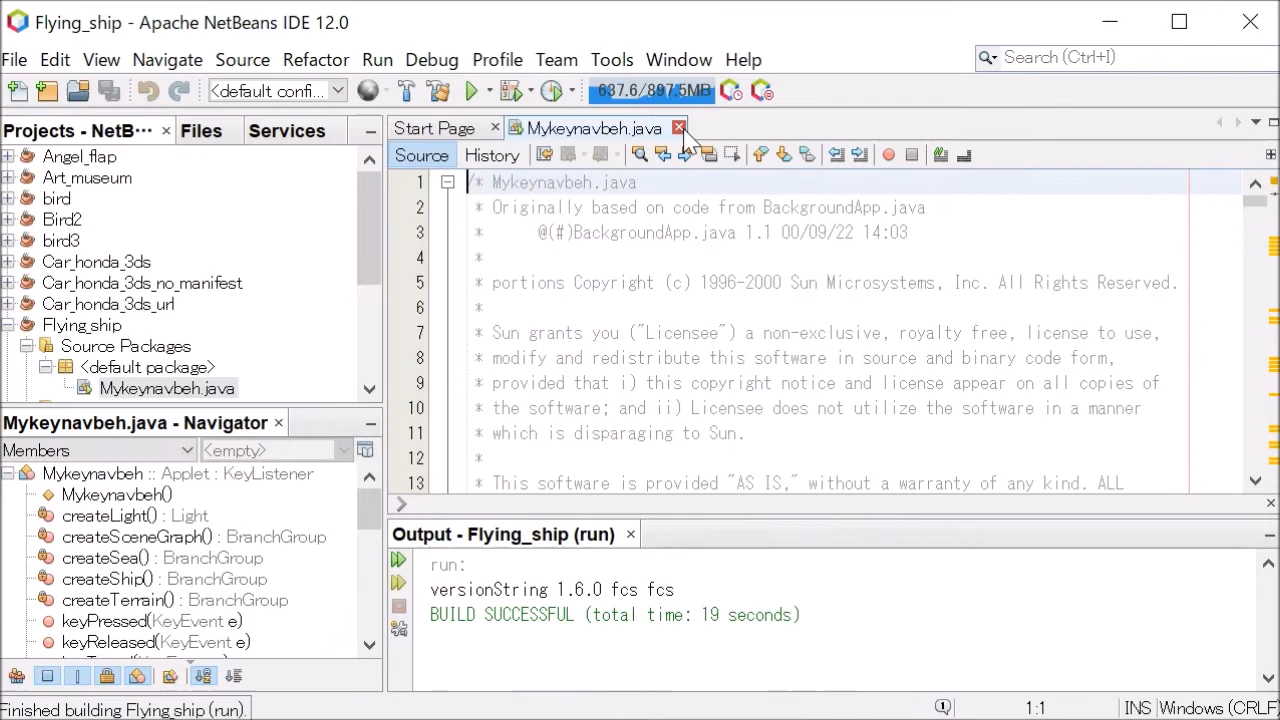 Flying_ship - Apache NetBeans IDE 12.0
File Edit View Navigate Source Refactor Run Debug Profile Team Tools Window Help
Search (Ctrl+I)
<default confi...
637.6/897.5MB
Projects - NetB··· × Files Services
Angel_flap
Art_museum
bird
Bird2
bird3
Car_honda_3ds
Car_honda_3ds_no_manifest
Car_honda_3ds_url
Flying_ship
Source Packages
<default package>
Mykeynavbeh.java
Mykeynavbeh.java - Navigator ×
Members <empty>
Mykeynavbeh :: Applet : KeyListener
Mykeynavbeh()
createLight() : Light
createSceneGraph() : BranchGroup
createSea() : BranchGroup
createShip() : BranchGroup
createTerrain() : BranchGroup
keyPressed(KeyEvent e)
keyReleased(KeyEvent e)
Start Page × Mykeynavbeh.java
Source History
1 /* Mykeynavbeh.java
2 * Originally based on code from BackgroundApp.java
3 * @(#)BackgroundApp.java 1.1 00/09/22 14:03
4 *
5 * portions Copyright (c) 1996-2000 Sun Microsystems, Inc. All Rights Reserved.
6 *
7 * Sun grants you ("Licensee") a non-exclusive, royalty free, license to use,
8 * modify and redistribute this software in source and binary code form,
9 * provided that i) this copyright notice and license appear on all copies of
10 * the software; and ii) Licensee does not utilize the software in a manner
11 * which is disparaging to Sun.
12 *
13 * This software is provided "AS IS," without a warranty of any kind. ALL
Output - Flying_ship (run) ×
run:
versionString 1.6.0 fcs fcs
BUILD SUCCESSFUL (total time: 19 seconds)
Finished building Flying_ship (run).
1:1 INS Windows (CRLF